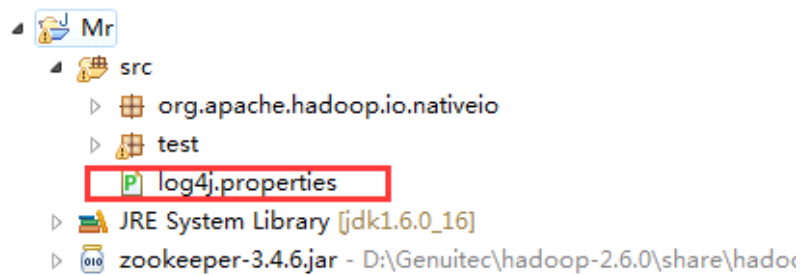 Mr
src
org.apache.hadoop.io.nativeio
test
log4j.properties
JRE System Library [jdk1.6.0_16]
zookeeper-3.4.6.jar - D:\Genuitec\hadoop-2.6.0\share\hadoo